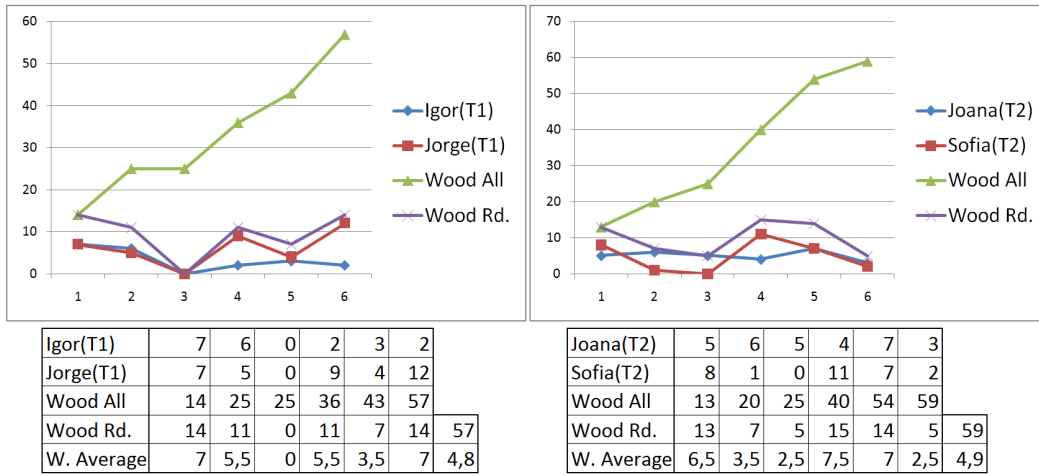 60
50
40
30
20
10
0
1 2 3 4 5 6
Igor(T1)
Jorge(T1)
Wood All
Wood Rd.
70
60
50
40
30
20
10
0
1 2 3 4 5 6
Joana(T2)
Sofia(T2)
Wood All
Wood Rd.
Igor(T1) 7 6 0 2 3 2
Jorge(T1) 7 5 0 9 4 12
Wood All 14 25 25 36 43 57
Wood Rd. 14 11 0 11 7 14 57
W. Average 7 5,5 0 5,5 3,5 7 4,8
Joana(T2) 5 6 5 4 7 3
Sofia(T2) 8 1 0 11 7 2
Wood All 13 20 25 40 54 59
Wood Rd. 13 7 5 15 14 5 59
W. Average 6,5 3,5 2,5 7,5 7 2,5 4,9